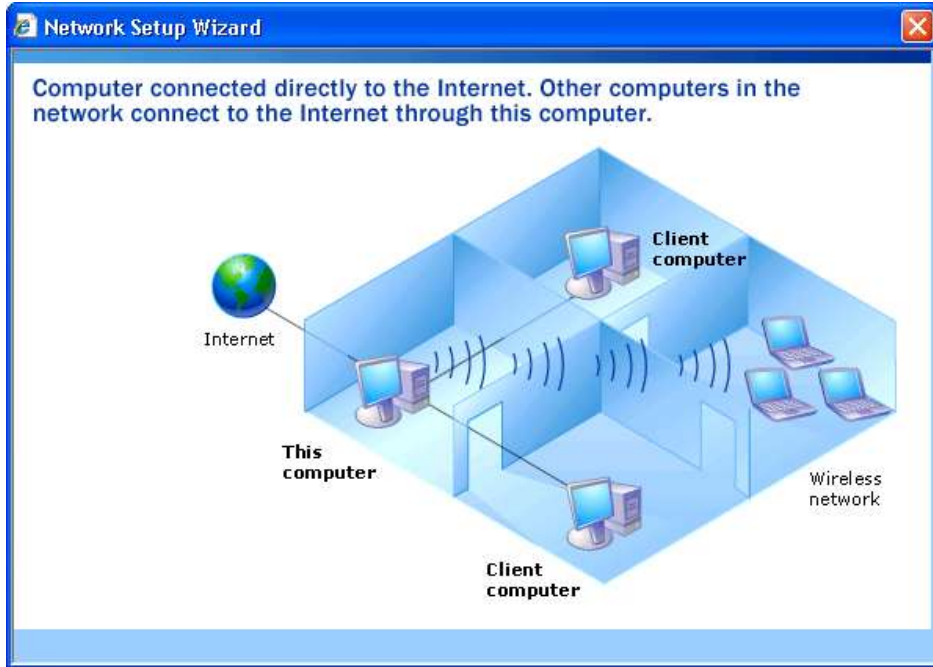 Network Setup Wizard
Computer connected directly to the Internet. Other computers in the
network connect to the Internet through this computer.
Client
computer
Internet
This
computer
Wireless
network
Client
computer